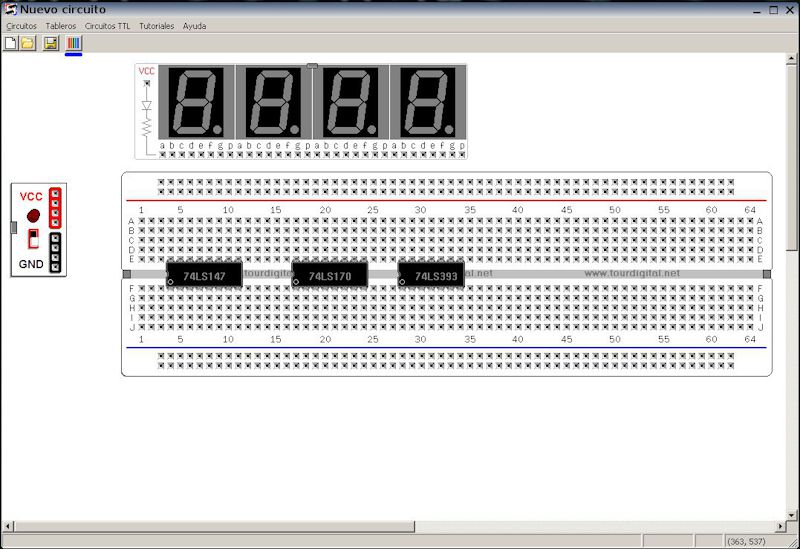 Nuevo circuito
Circuitos Tableros Circuitos TTL Tutoriales Ayuda
VCC
a b c d e f g p a b c d e f g p a b c d e f g p a b c d e f g p
VCC
GND
1 5 10 15 20 25 30 35 40 45 50 55 60 64
A A
B B
C C
D D
E E
74LS147 tourdigital 74LS170 74LS393 al.net www.tourdigital.net
F F
G G
H H
I I
J J
1 5 10 15 20 25 30 35 40 45 50 55 60 64
(363, 537)